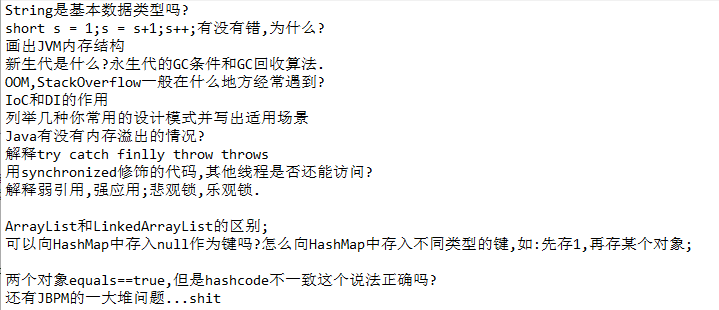 String是基本数据类型吗?
short s = 1;s = s+1;s++;有没有错,为什么?
画出JVM内存结构
新生代是什么?永生代的GC条件和GC回收算法.
OOM,StackOverflow一般在什么地方经常遇到?
IoC和DI的作用
列举几种你常用的设计模式并写出适用场景
Java有没有内存溢出的情况?
解释try catch finlly throw throws
用synchronized修饰的代码,其他线程是否还能访问?
解释弱引用,强应用;悲观锁,乐观锁.
ArrayList和LinkedArrayList的区别;
可以向HashMap中存入null作为键吗?怎么向HashMap中存入不同类型的键,如:先存1,再存某个对象;
两个对象equals==true,但是hashcode不一致这个说法正确吗?
还有JBPM的一大堆问题...shit